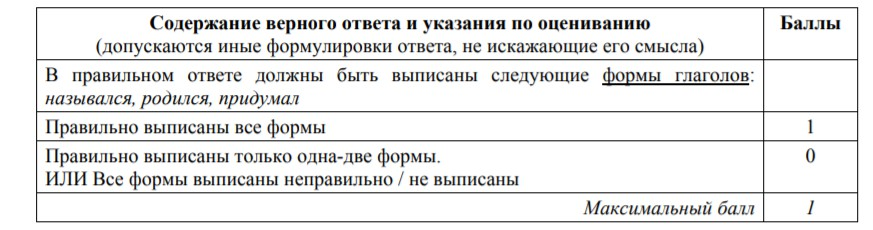 Содержание верного ответа и указания по оцениванию
Баллы
(допускаются иные формулировки ответа, не искажающие его смысла)
В правильном ответе должны быть выписаны следующие формы глаголов:
назывался, родился, придумал
Правильно выписаны все формы
1
Правильно выписаны только одна-две формы.
0
ИЛИ Все формы выписаны неправильно / не выписаны
Максимальный балл
1